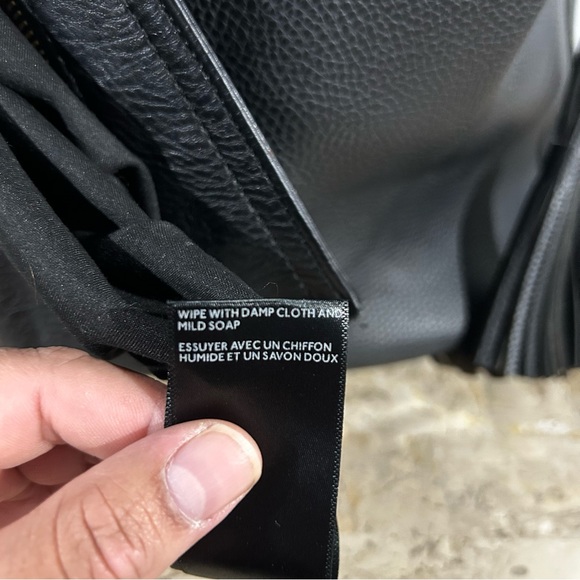 WIPE WITH DAMP CLOTH AND
MILD SOAP
ESSUYER AVEC UN CHIFFON
HUMIDE ET UN SAVON DOUX